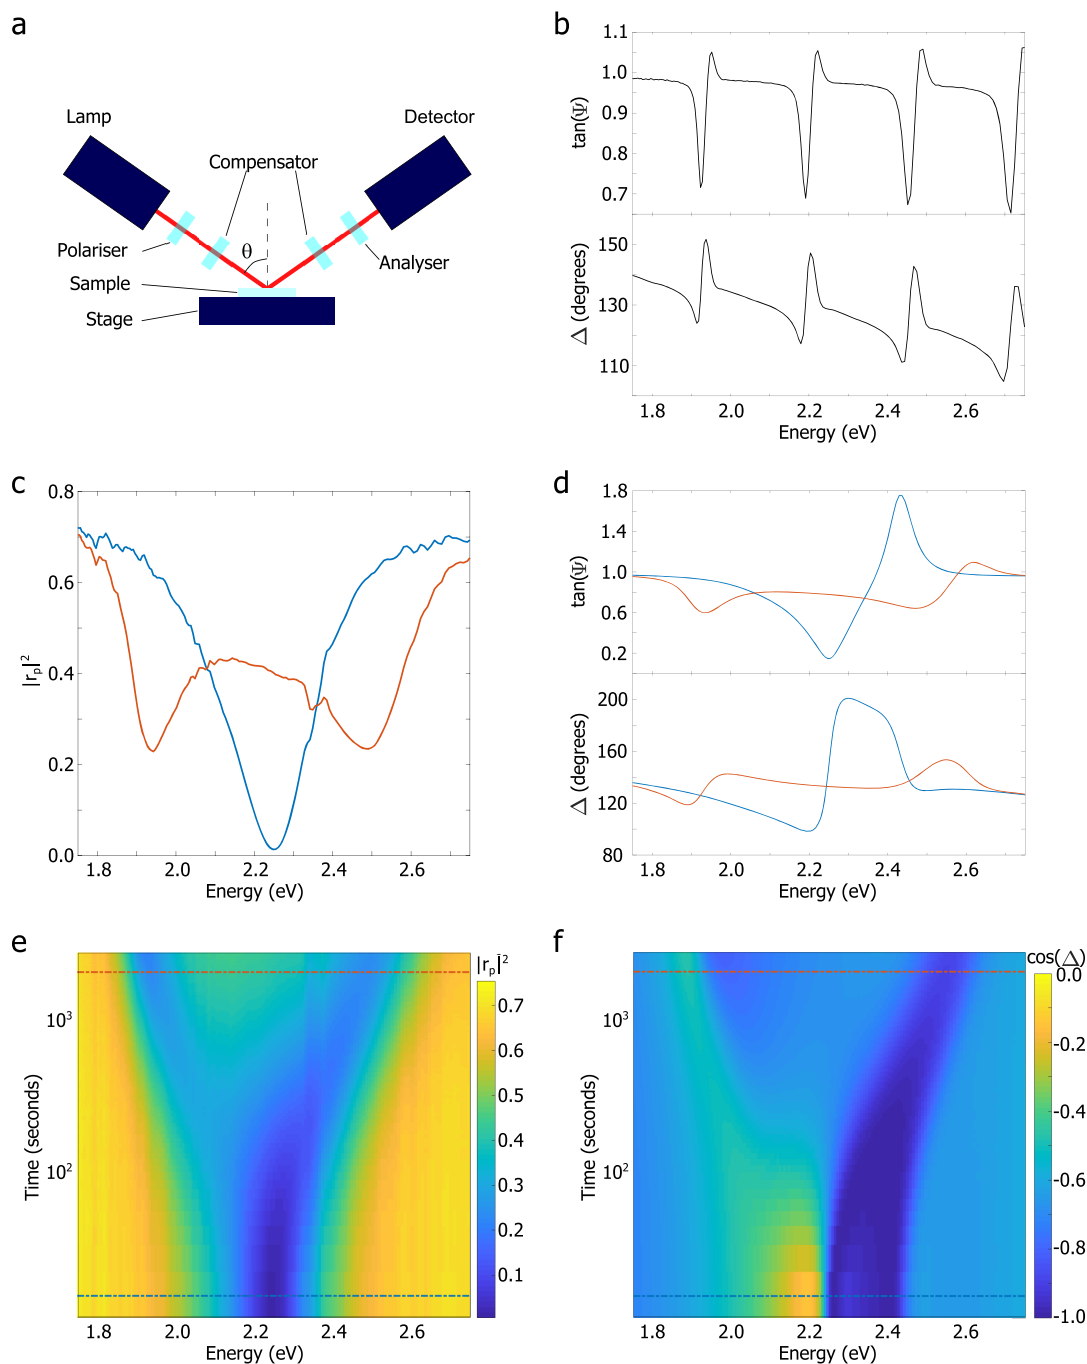 a
Lamp
Detector
Compensator
Polariser
θ
Analyser
Sample
Stage
b
1.1
1.0
0.9
0.8
0.7
tan(Ψ)
150
130
110
Δ (degrees)
1.8 2.0 2.2 2.4 2.6
Energy (eV)
c
0.8
0.6
0.4
0.2
0.0
|rp|²
1.8 2.0 2.2 2.4 2.6
Energy (eV)
d
1.8
1.4
1.0
0.6
0.2
tan(Ψ)
200
160
120
80
Δ (degrees)
1.8 2.0 2.2 2.4 2.6
Energy (eV)
e
|rp|²
0.7
0.6
0.5
0.4
0.3
0.2
0.1
10³
10²
Time (seconds)
1.8 2.0 2.2 2.4 2.6
Energy (eV)
f
cos(Δ)
0.0
-0.2
-0.4
-0.6
-0.8
-1.0
10³
10²
Time (seconds)
1.8 2.0 2.2 2.4 2.6
Energy (eV)